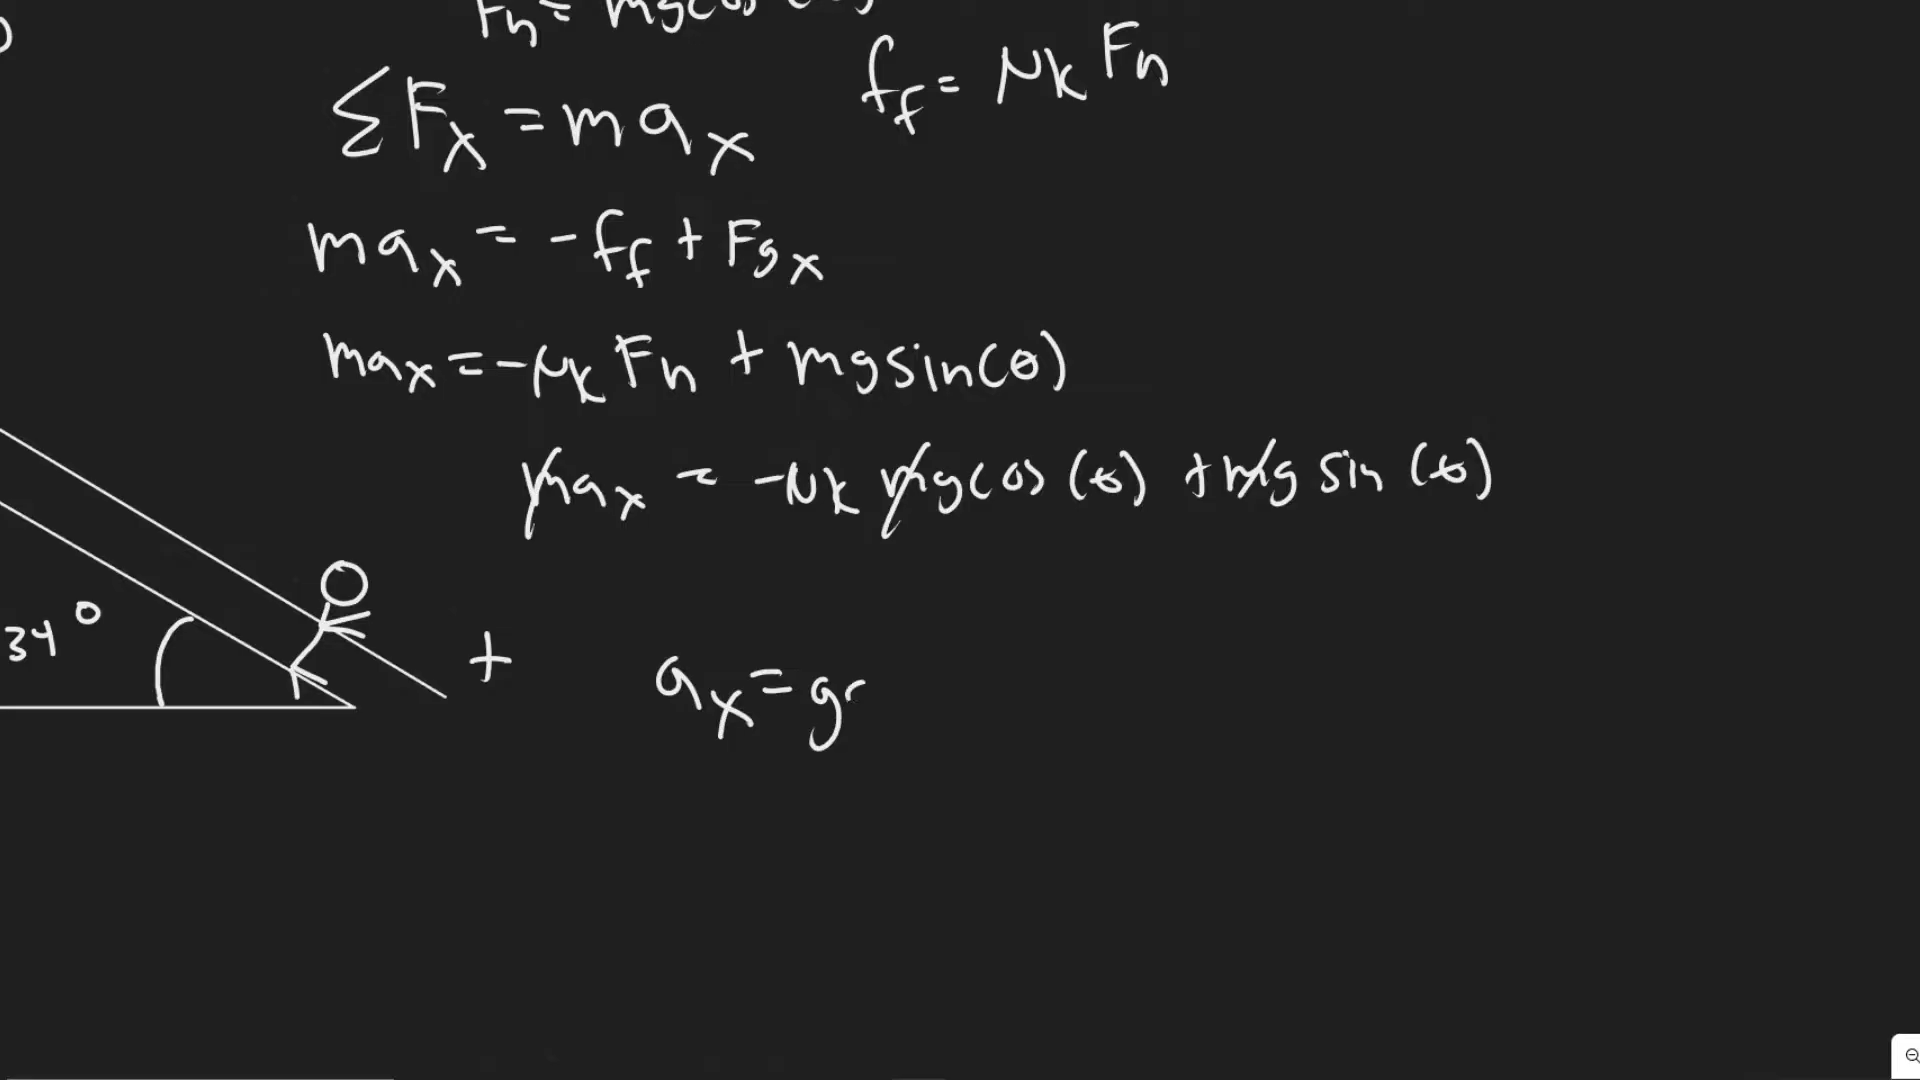 Fn = mgcos
ΣFx = max
ff = μk Fn
max = -ff + Fgx
max = -μk Fn + mgsin(θ)
max = -μk mgcos(θ) + mg sin(θ)
34°
+
ax = g